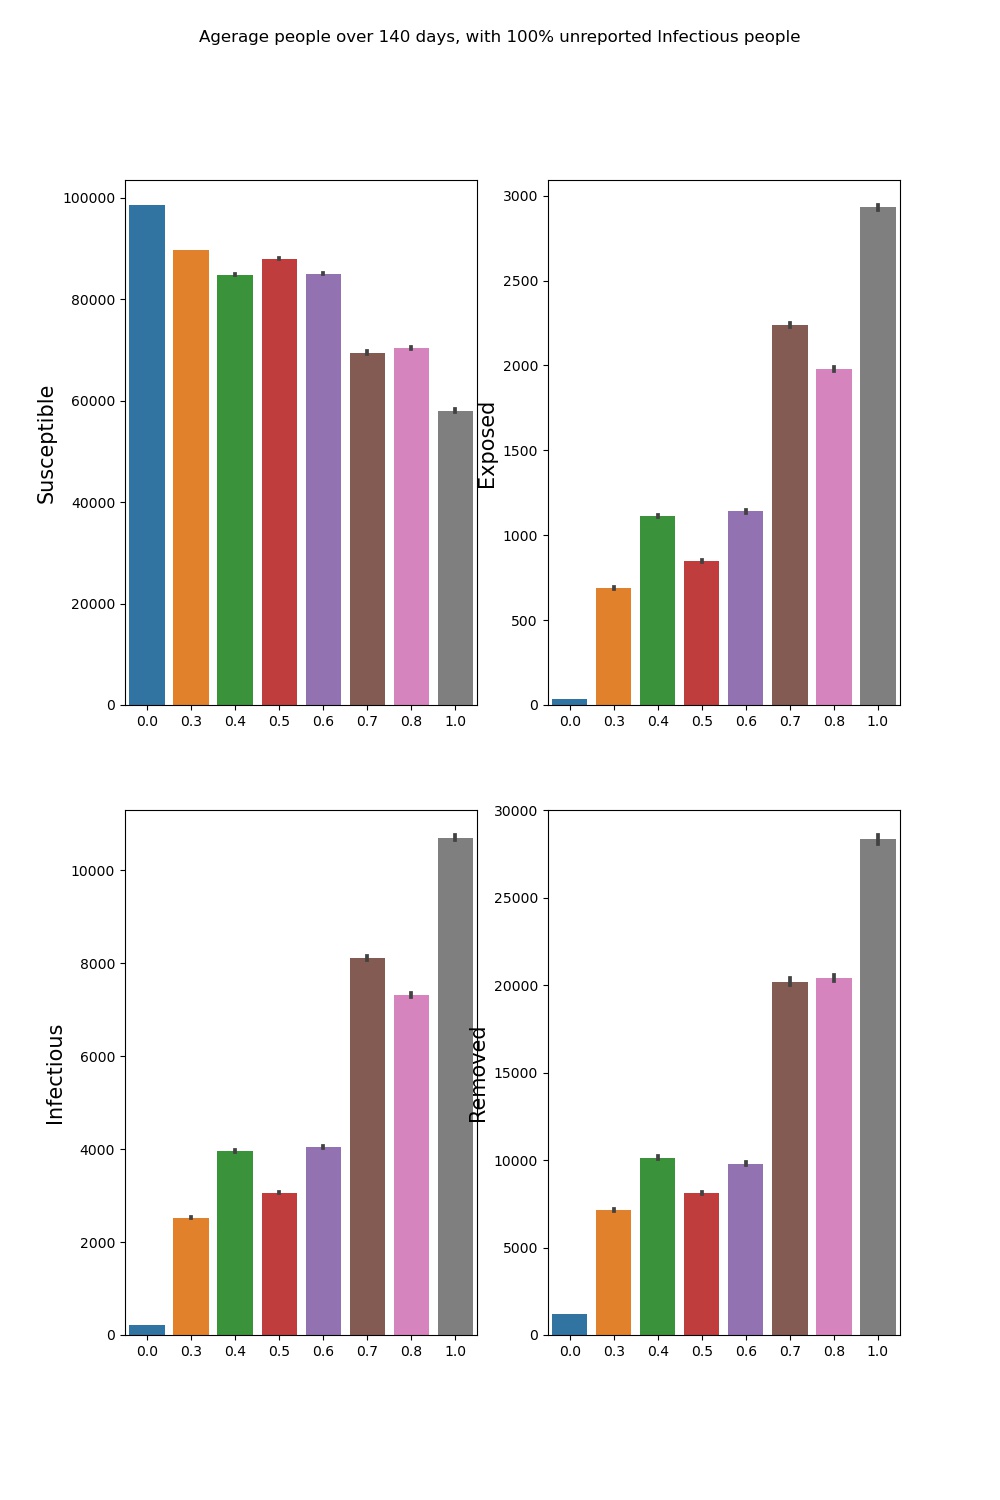 Agerage people over 140 days, with 100% unreported Infectious people
Susceptible
100000
80000
60000
40000
20000
0
0.0 0.3 0.4 0.5 0.6 0.7 0.8 1.0
Exposed
3000
2500
2000
1500
1000
500
0
0.0 0.3 0.4 0.5 0.6 0.7 0.8 1.0
Infectious
10000
8000
6000
4000
2000
0
0.0 0.3 0.4 0.5 0.6 0.7 0.8 1.0
Removed
30000
25000
20000
15000
10000
5000
0
0.0 0.3 0.4 0.5 0.6 0.7 0.8 1.0